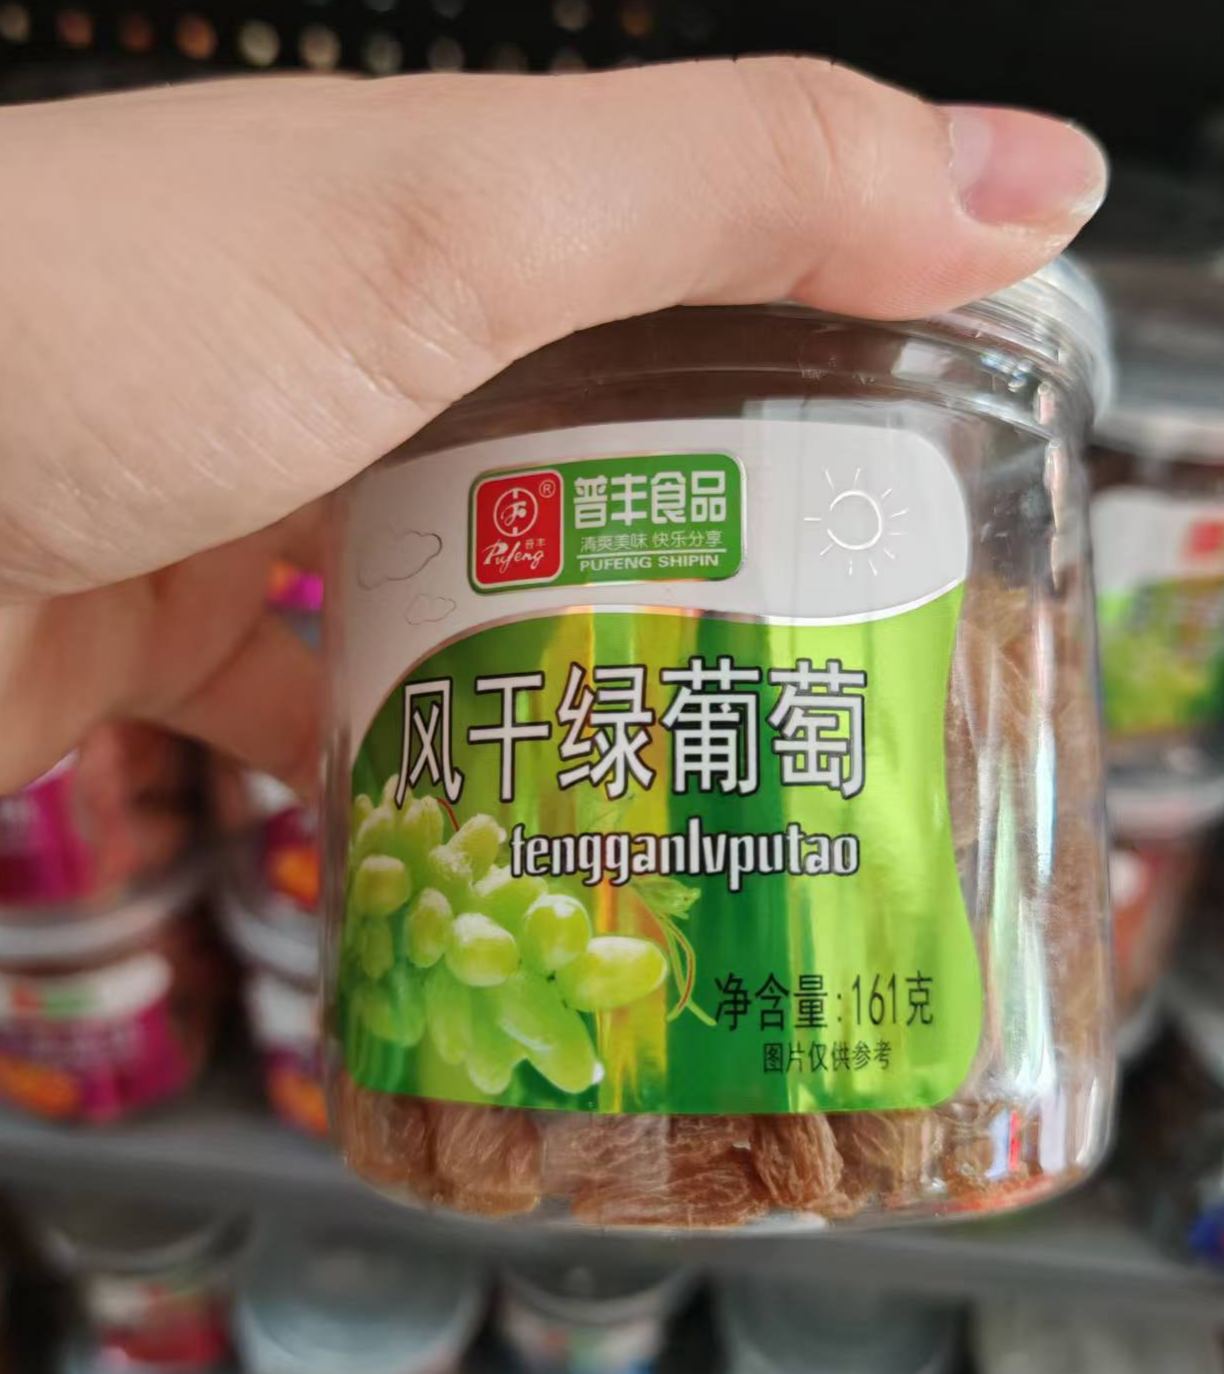 普丰食品
®
普丰
Pufeng
清爽美味 快乐分享
PUFENG SHIPIN
风干绿葡萄
fengganlvputao
净含量:161克
图片仅供参考